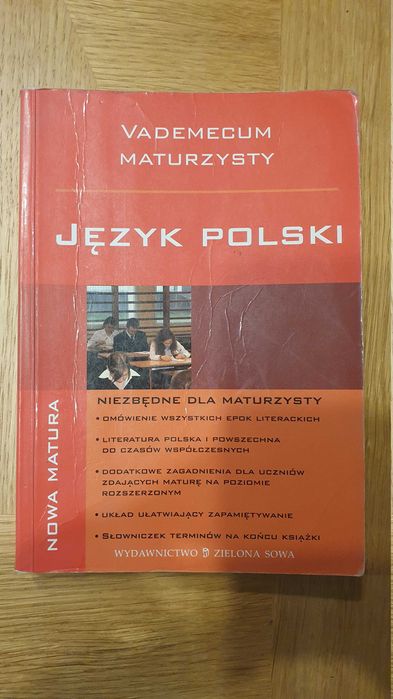 VADEMECUM
MATURZYSTY
JĘZYK POLSKI
NIEZBĘDNE DLA MATURZYSTY
• OMÓWIENIE WSZYSTKICH EPOK LITERACKICH
• LITERATURA POLSKA I POWSZECHNA
DO CZASÓW WSPÓŁCZESNYCH
• DODATKOWE ZAGADNIENIA DLA UCZNIÓW
ZDAJĄCYCH MATURĘ NA POZIOMIE
ROZSZERZONYM
• UKŁAD UŁATWIAJĄCY ZAPAMIĘTYWANIE
• SŁOWNICZEK TERMINÓW NA KOŃCU KSIĄŻKI
WYDAWNICTWO ZIELONA SOWA
NOWA MATURA